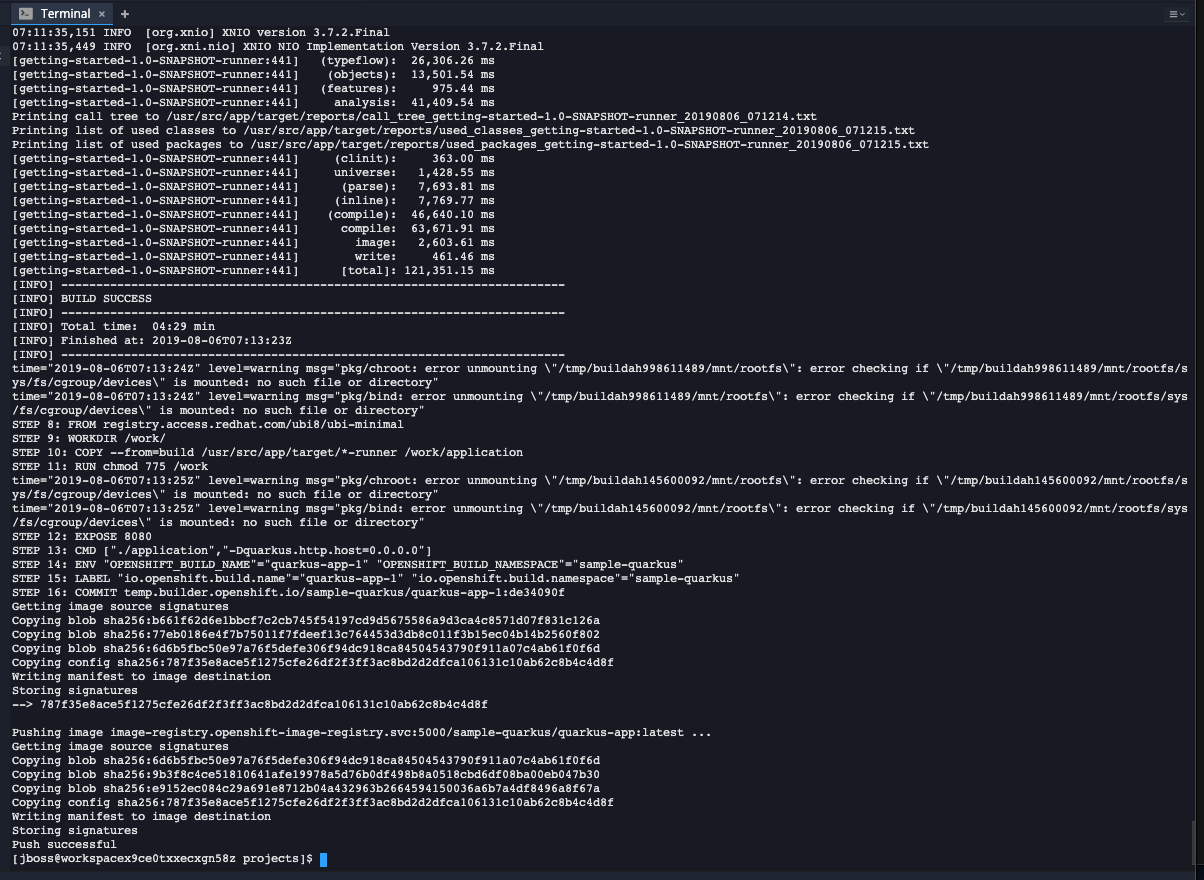 Terminal × +
07:11:35,151 INFO  [org.xnio] XNIO version 3.7.2.Final
07:11:35,449 INFO  [org.xni.nio] XNIO NIO Implementation Version 3.7.2.Final
[getting-started-1.0-SNAPSHOT-runner:441]   (typeflow):  26,306.26 ms
[getting-started-1.0-SNAPSHOT-runner:441]    (objects):  13,501.54 ms
[getting-started-1.0-SNAPSHOT-runner:441]   (features):     975.44 ms
[getting-started-1.0-SNAPSHOT-runner:441]     analysis:  41,409.54 ms
Printing call tree to /usr/src/app/target/reports/call_tree_getting-started-1.0-SNAPSHOT-runner_20190806_071214.txt
Printing list of used classes to /usr/src/app/target/reports/used_classes_getting-started-1.0-SNAPSHOT-runner_20190806_071215.txt
Printing list of used packages to /usr/src/app/target/reports/used_packages_getting-started-1.0-SNAPSHOT-runner_20190806_071215.txt
[getting-started-1.0-SNAPSHOT-runner:441]     (clinit):     363.00 ms
[getting-started-1.0-SNAPSHOT-runner:441]     universe:   1,428.55 ms
[getting-started-1.0-SNAPSHOT-runner:441]      (parse):   7,693.81 ms
[getting-started-1.0-SNAPSHOT-runner:441]     (inline):   7,769.77 ms
[getting-started-1.0-SNAPSHOT-runner:441]    (compile):  46,640.10 ms
[getting-started-1.0-SNAPSHOT-runner:441]      compile:  63,671.91 ms
[getting-started-1.0-SNAPSHOT-runner:441]        image:   2,603.61 ms
[getting-started-1.0-SNAPSHOT-runner:441]        write:     461.46 ms
[getting-started-1.0-SNAPSHOT-runner:441]      [total]: 121,351.15 ms
[INFO] ------------------------------------------------------------------------
[INFO] BUILD SUCCESS
[INFO] ------------------------------------------------------------------------
[INFO] Total time:  04:29 min
[INFO] Finished at: 2019-08-06T07:13:23Z
[INFO] ------------------------------------------------------------------------
time="2019-08-06T07:13:24Z" level=warning msg="pkg/chroot: error unmounting \"/tmp/buildah998611489/mnt/rootfs\": error checking if \"/tmp/buildah998611489/mnt/rootfs/s
ys/fs/cgroup/devices\" is mounted: no such file or directory"
time="2019-08-06T07:13:24Z" level=warning msg="pkg/bind: error unmounting \"/tmp/buildah998611489/mnt/rootfs\": error checking if \"/tmp/buildah998611489/mnt/rootfs/sys
/fs/cgroup/devices\" is mounted: no such file or directory"
STEP 8: FROM registry.access.redhat.com/ubi8/ubi-minimal
STEP 9: WORKDIR /work/
STEP 10: COPY --from=build /usr/src/app/target/*-runner /work/application
STEP 11: RUN chmod 775 /work
time="2019-08-06T07:13:25Z" level=warning msg="pkg/chroot: error unmounting \"/tmp/buildah145600092/mnt/rootfs\": error checking if \"/tmp/buildah145600092/mnt/rootfs/s
ys/fs/cgroup/devices\" is mounted: no such file or directory"
time="2019-08-06T07:13:25Z" level=warning msg="pkg/bind: error unmounting \"/tmp/buildah145600092/mnt/rootfs\": error checking if \"/tmp/buildah145600092/mnt/rootfs/sys
/fs/cgroup/devices\" is mounted: no such file or directory"
STEP 12: EXPOSE 8080
STEP 13: CMD ["./application","-Dquarkus.http.host=0.0.0.0"]
STEP 14: ENV "OPENSHIFT_BUILD_NAME"="quarkus-app-1" "OPENSHIFT_BUILD_NAMESPACE"="sample-quarkus"
STEP 15: LABEL "io.openshift.build.name"="quarkus-app-1" "io.openshift.build.namespace"="sample-quarkus"
STEP 16: COMMIT temp.builder.openshift.io/sample-quarkus/quarkus-app-1:de34090f
Getting image source signatures
Copying blob sha256:b661f62d6e1bbcf7c2cb745f54197cd9d5675586a9d3ca4c8571d07f831c126a
Copying blob sha256:77eb0186e4f7b75011f7fdeef13c764453d3db8c011f3b15ec04b14b2560f802
Copying blob sha256:6d6b5fbc50e97a76f5defe306f94dc918ca84504543790f911a07c4ab61f0f6d
Copying config sha256:787f35e8ace5f1275cfe26df2f3ff3ac8bd2d2dfca106131c10ab62c8b4c4d8f
Writing manifest to image destination
Storing signatures
--> 787f35e8ace5f1275cfe26df2f3ff3ac8bd2d2dfca106131c10ab62c8b4c4d8f
Pushing image image-registry.openshift-image-registry.svc:5000/sample-quarkus/quarkus-app:latest ...
Getting image source signatures
Copying blob sha256:6d6b5fbc50e97a76f5defe306f94dc918ca84504543790f911a07c4ab61f0f6d
Copying blob sha256:9b3f8c4ce51810641afe19978a5d76b0df498b8a0518cbd6df08ba00eb047b30
Copying blob sha256:e9152ec084c29a691e8712b04a432963b2664594150036a6b7a4df8496a8f67a
Copying config sha256:787f35e8ace5f1275cfe26df2f3ff3ac8bd2d2dfca106131c10ab62c8b4c4d8f
Writing manifest to image destination
Storing signatures
Push successful
[jboss@workspacex9ce0txxecxgn58z projects]$